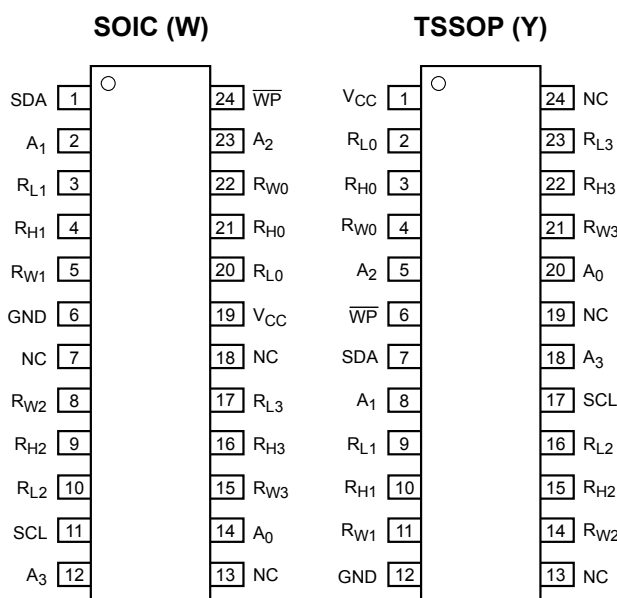 SOIC (W) TSSOP (Y)
SDA 1 24 WP VCC 1 24 NC
A1 2 23 A2 RL0 2 23 RL3
RL1 3 22 RW0 RH0 3 22 RH3
RH1 4 21 RH0 RW0 4 21 RW3
RW1 5 20 RL0 A2 5 20 A0
GND 6 19 VCC WP 6 19 NC
NC 7 18 NC SDA 7 18 A3
RW2 8 17 RL3 A1 8 17 SCL
RH2 9 16 RH3 RL1 9 16 RL2
RL2 10 15 RW3 RH1 10 15 RH2
SCL 11 14 A0 RW1 11 14 RW2
A3 12 13 NC GND 12 13 NC